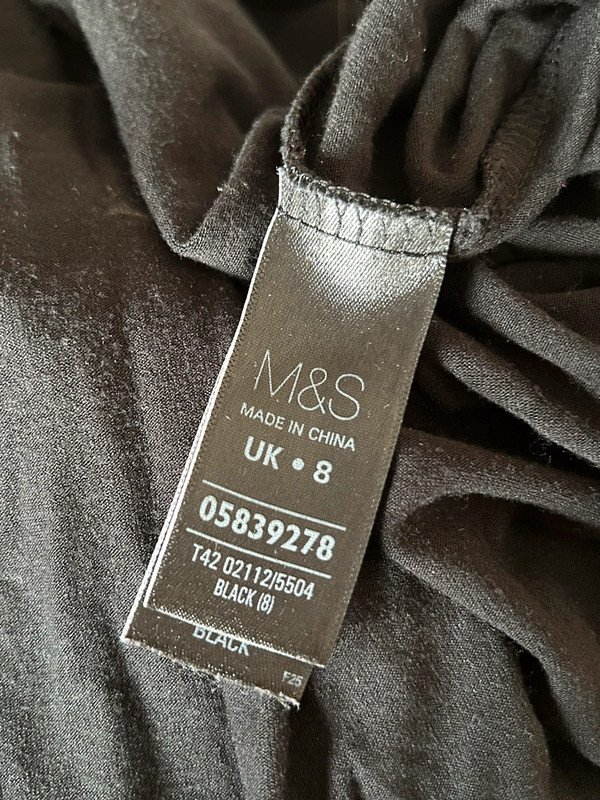 M&S
MADE IN CHINA
UK • 8
05839278
T42 02112/5504
BLACK (8)
BLACK
F25